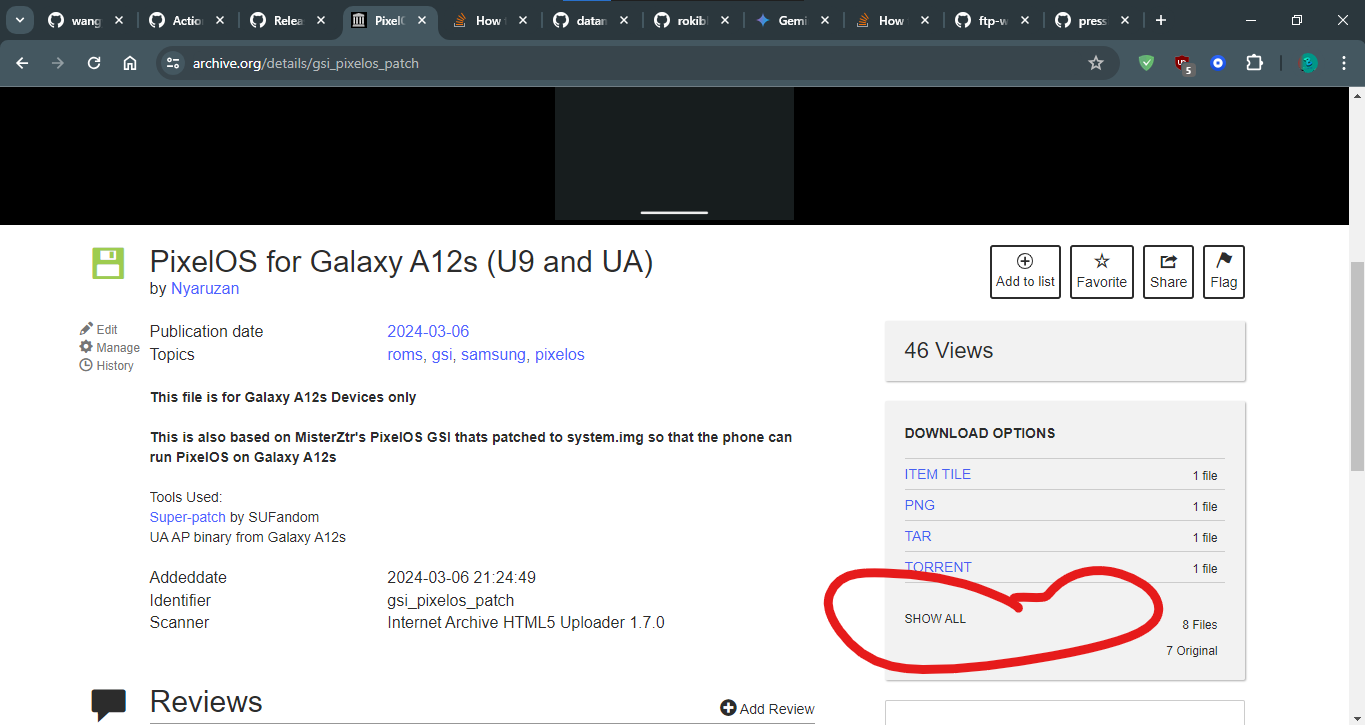 wang
Actio
Relea
PixelO
How
datan
rokib
Gemi
How
ftp-w
press
archive.org/details/gsi_pixelos_patch
5
PixelOS for Galaxy A12s (U9 and UA)
by Nyaruzan
Add to list
Favorite
Share
Flag
Edit
Manage
History
Publication date 2024-03-06
Topics roms, gsi, samsung, pixelos
46 Views
This file is for Galaxy A12s Devices only
This is also based on MisterZtr's PixelOS GSI thats patched to system.img so that the phone can
run PixelOS on Galaxy A12s
Tools Used:
Super-patch by SUFandom
UA AP binary from Galaxy A12s
Addeddate 2024-03-06 21:24:49
Identifier gsi_pixelos_patch
Scanner Internet Archive HTML5 Uploader 1.7.0
DOWNLOAD OPTIONS
ITEM TILE 1 file
PNG 1 file
TAR 1 file
TORRENT 1 file
SHOW ALL 8 Files
7 Original
Reviews
Add Review